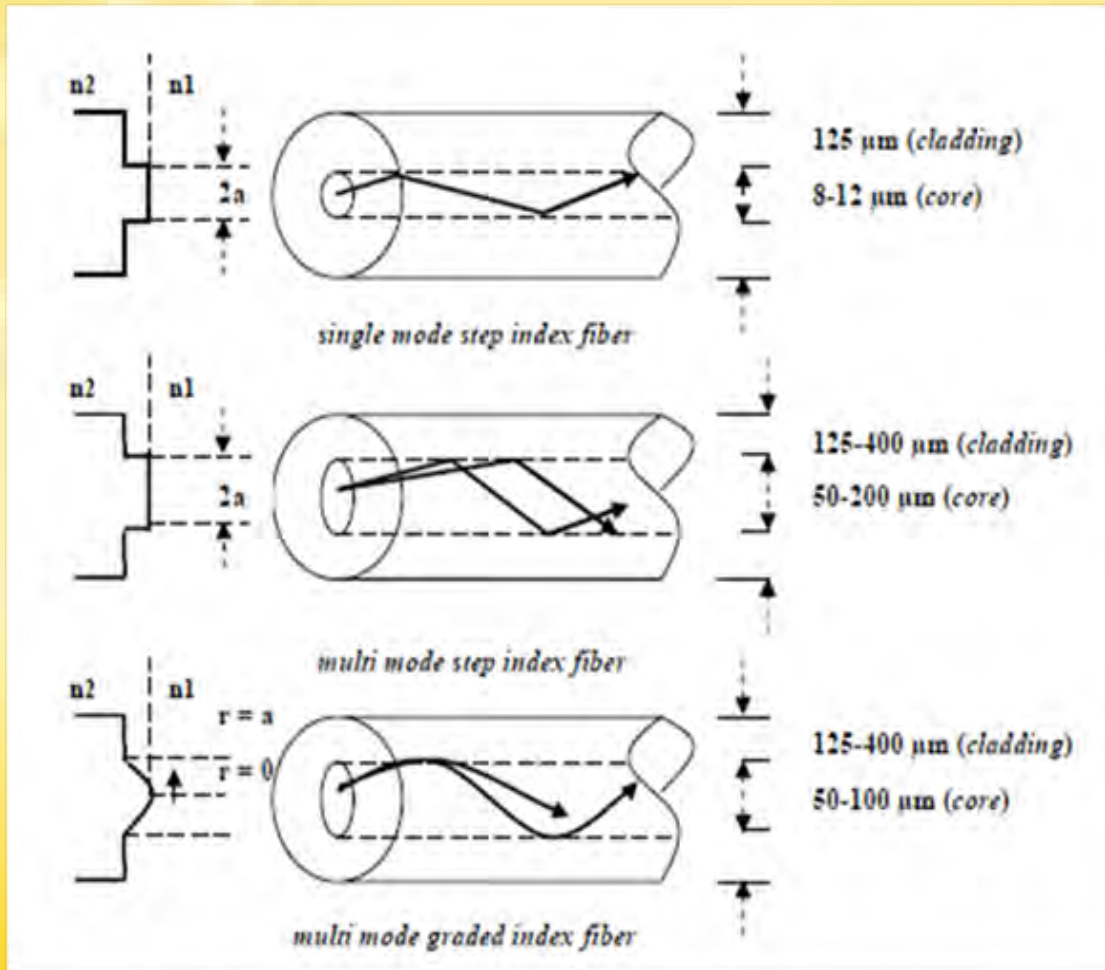 n2 n1
125 μm (cladding)
2a
8-12 μm (core)
single mode step index fiber
n2 n1
125-400 μm (cladding)
2a
50-200 μm (core)
multi mode step index fiber
n2 n1
r = a
125-400 μm (cladding)
r = 0
50-100 μm (core)
multi mode graded index fiber